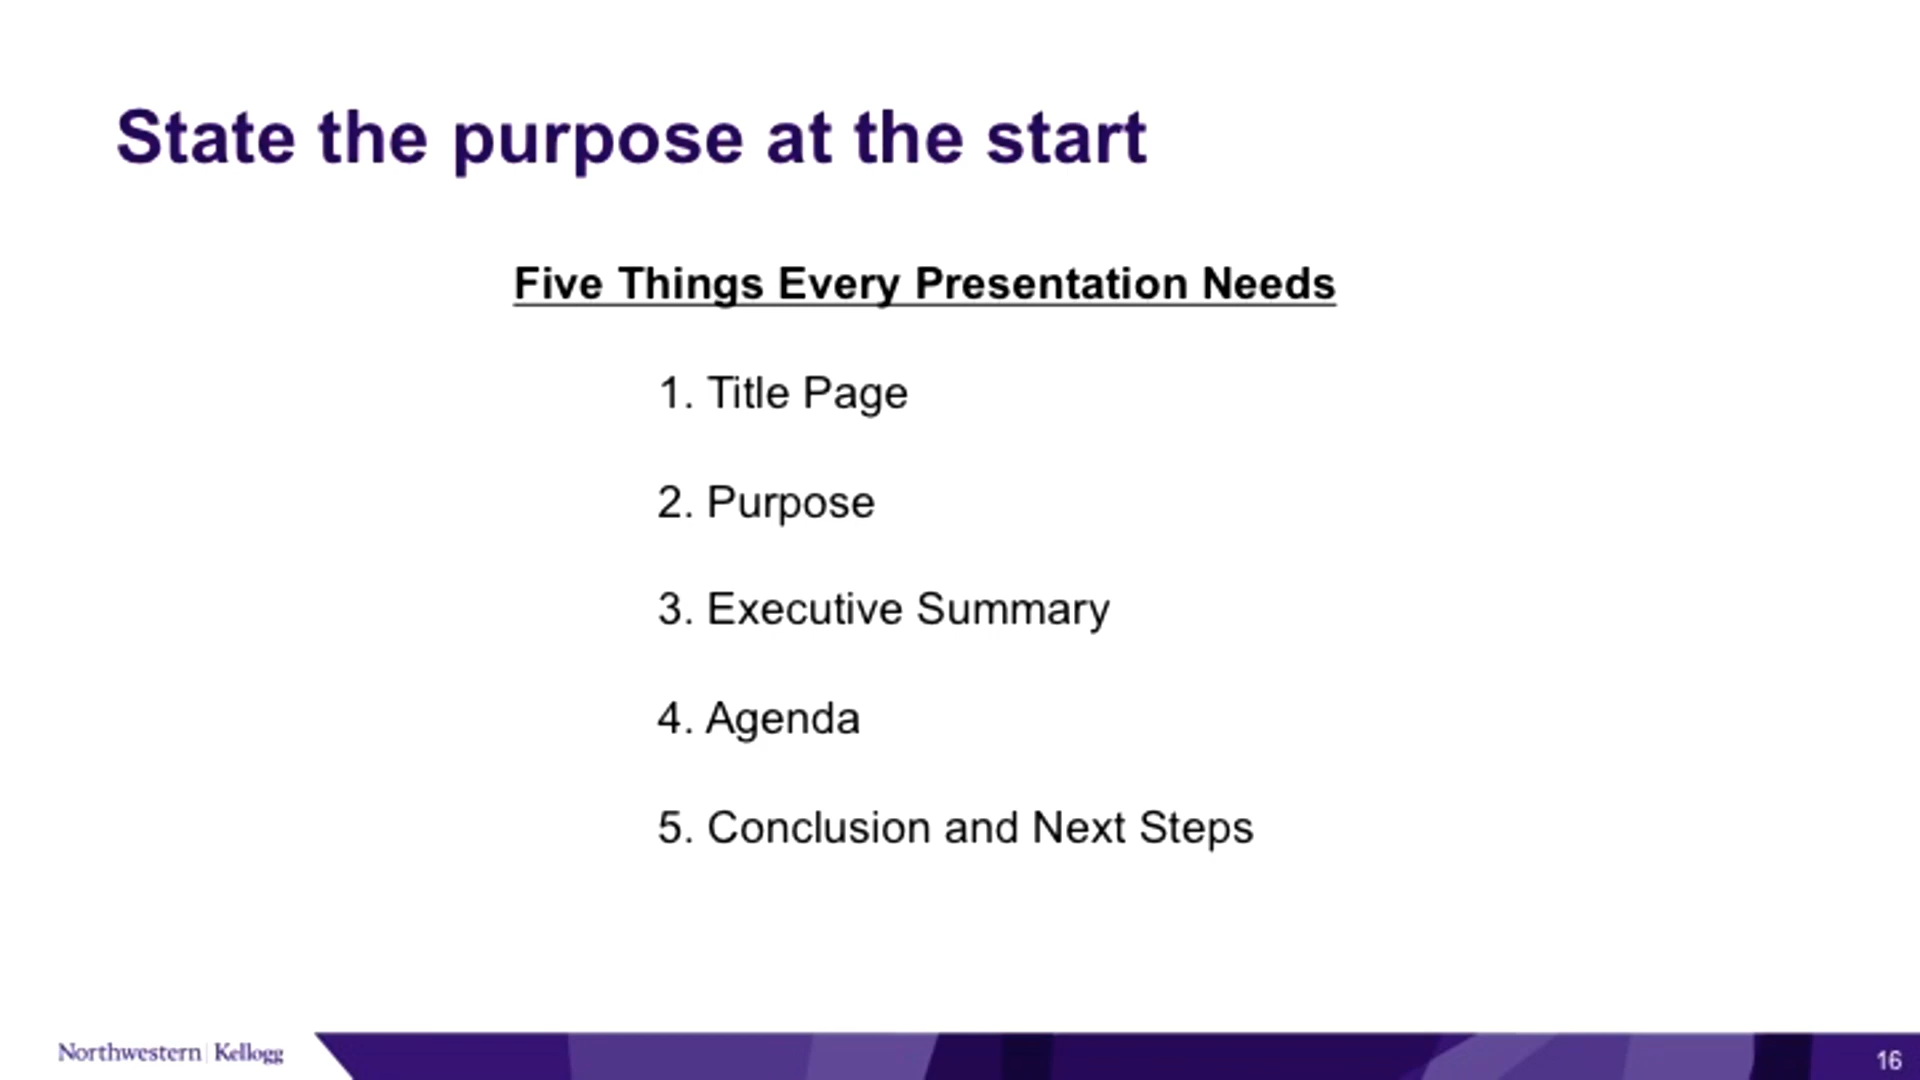 State the purpose at the start
Five Things Every Presentation Needs
1. Title Page
2. Purpose
3. Executive Summary
4. Agenda
5. Conclusion and Next Steps
Northwestern | Kellogg
16